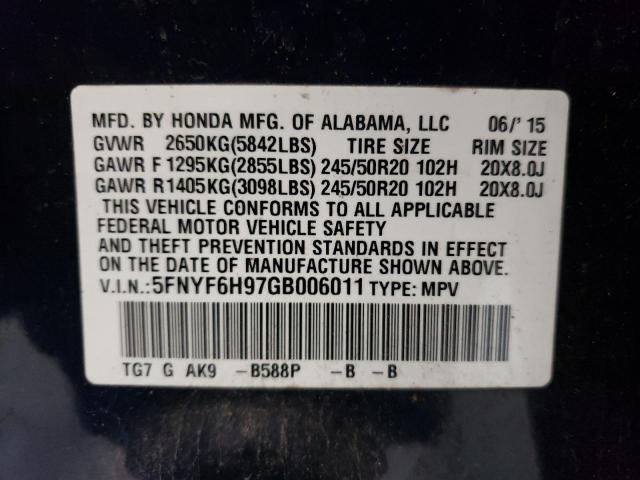 MFD. BY HONDA MFG. OF ALABAMA, LLC 06/'15
GVWR 2650KG(5842LBS) TIRE SIZE RIM SIZE
GAWR F 1295KG(2855LBS) 245/50R20 102H 20X8.0J
GAWR R1405KG(3098LBS) 245/50R20 102H 20X8.0J
THIS VEHICLE CONFORMS TO ALL APPLICABLE
FEDERAL MOTOR VEHICLE SAFETY
AND THEFT PREVENTION STANDARDS IN EFFECT
ON THE DATE OF MANUFACTURE SHOWN ABOVE.
V.I.N.:5FNYF6H97GB006011 TYPE: MPV
TG7 G AK9 -B588P -B -B